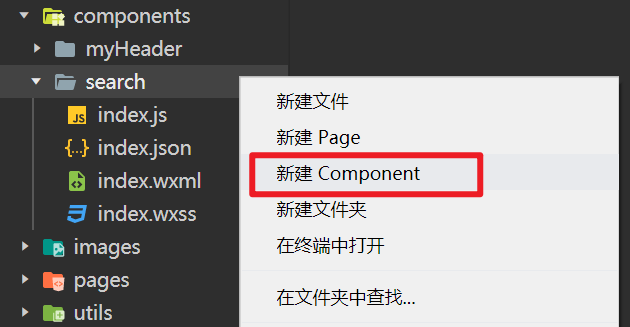 components
myHeader
search
index.js
index.json
index.wxml
index.wxss
images
pages
utils
新建文件
新建 Page
新建 Component
新建文件夹
在终端中打开
在文件夹中查找...